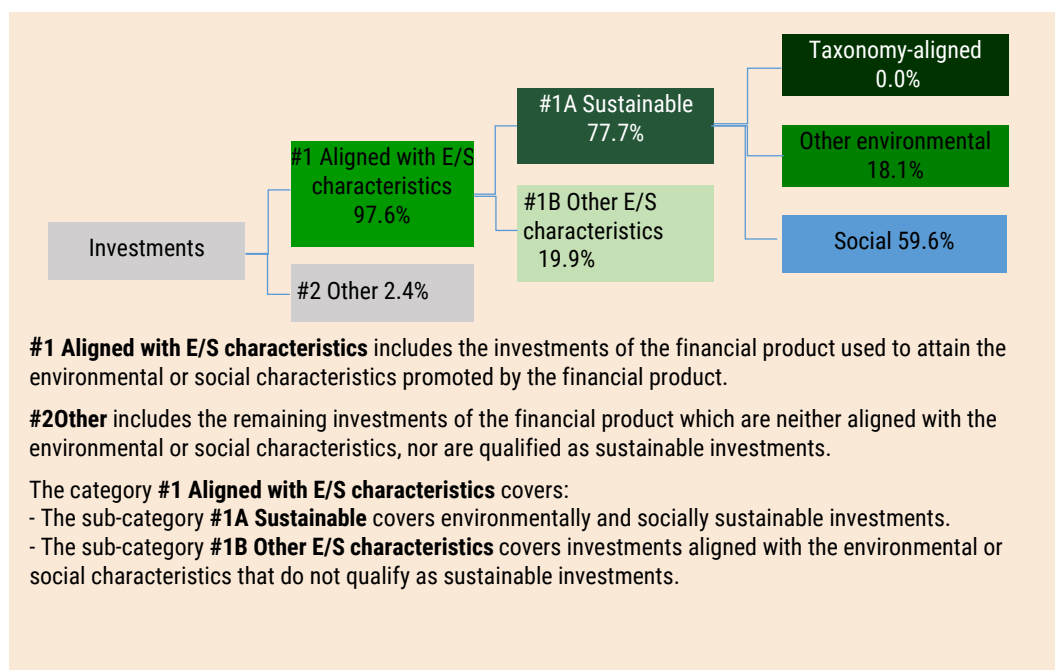 Taxonomy-aligned
0.0%
#1A Sustainable
77.7%
Other environmental
18.1%
#1 Aligned with E/S
characteristics
97.6%
#1B Other E/S
characteristics
19.9%
Social 59.6%
Investments
#2 Other 2.4%
#1 Aligned with E/S characteristics includes the investments of the financial product used to attain the
environmental or social characteristics promoted by the financial product.
#2Other includes the remaining investments of the financial product which are neither aligned with the
environmental or social characteristics, nor are qualified as sustainable investments.
The category #1 Aligned with E/S characteristics covers:
- The sub-category #1A Sustainable covers environmentally and socially sustainable investments.
- The sub-category #1B Other E/S characteristics covers investments aligned with the environmental or
social characteristics that do not qualify as sustainable investments.